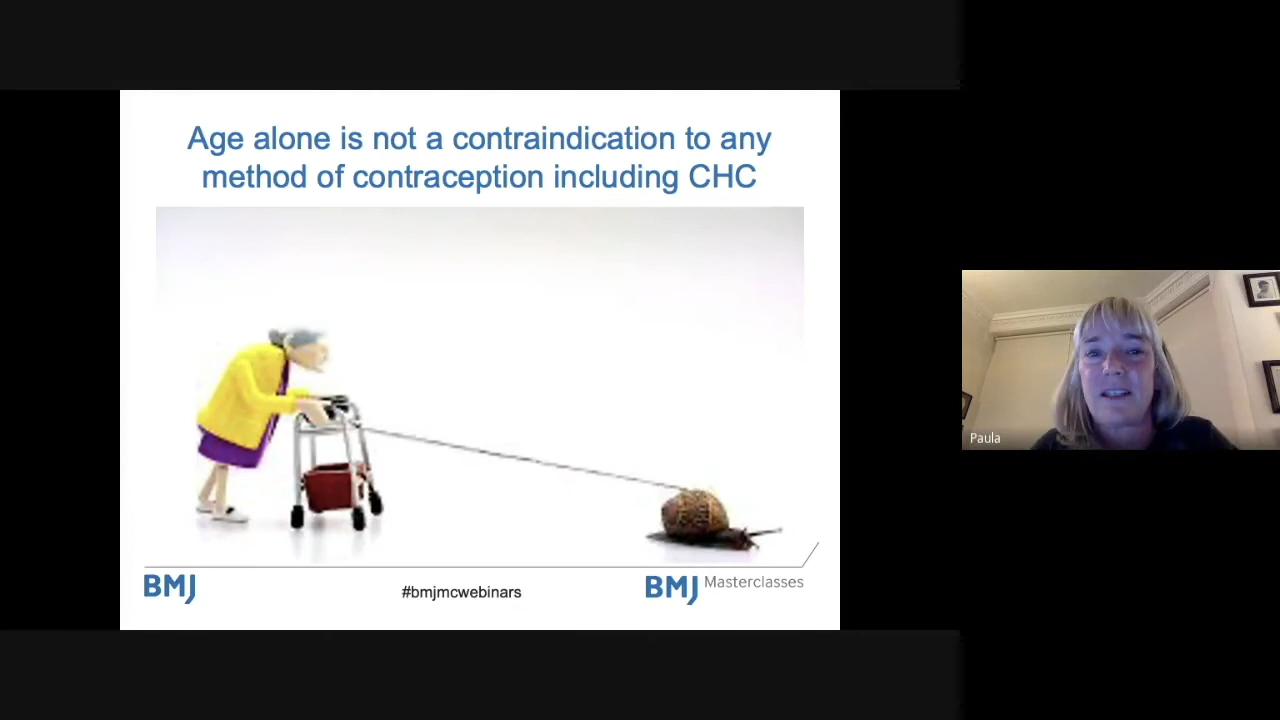 Age alone is not a contraindication to any
method of contraception including CHC
Paula
BMJ
#bmjmcwebinars
BMJ Masterclasses